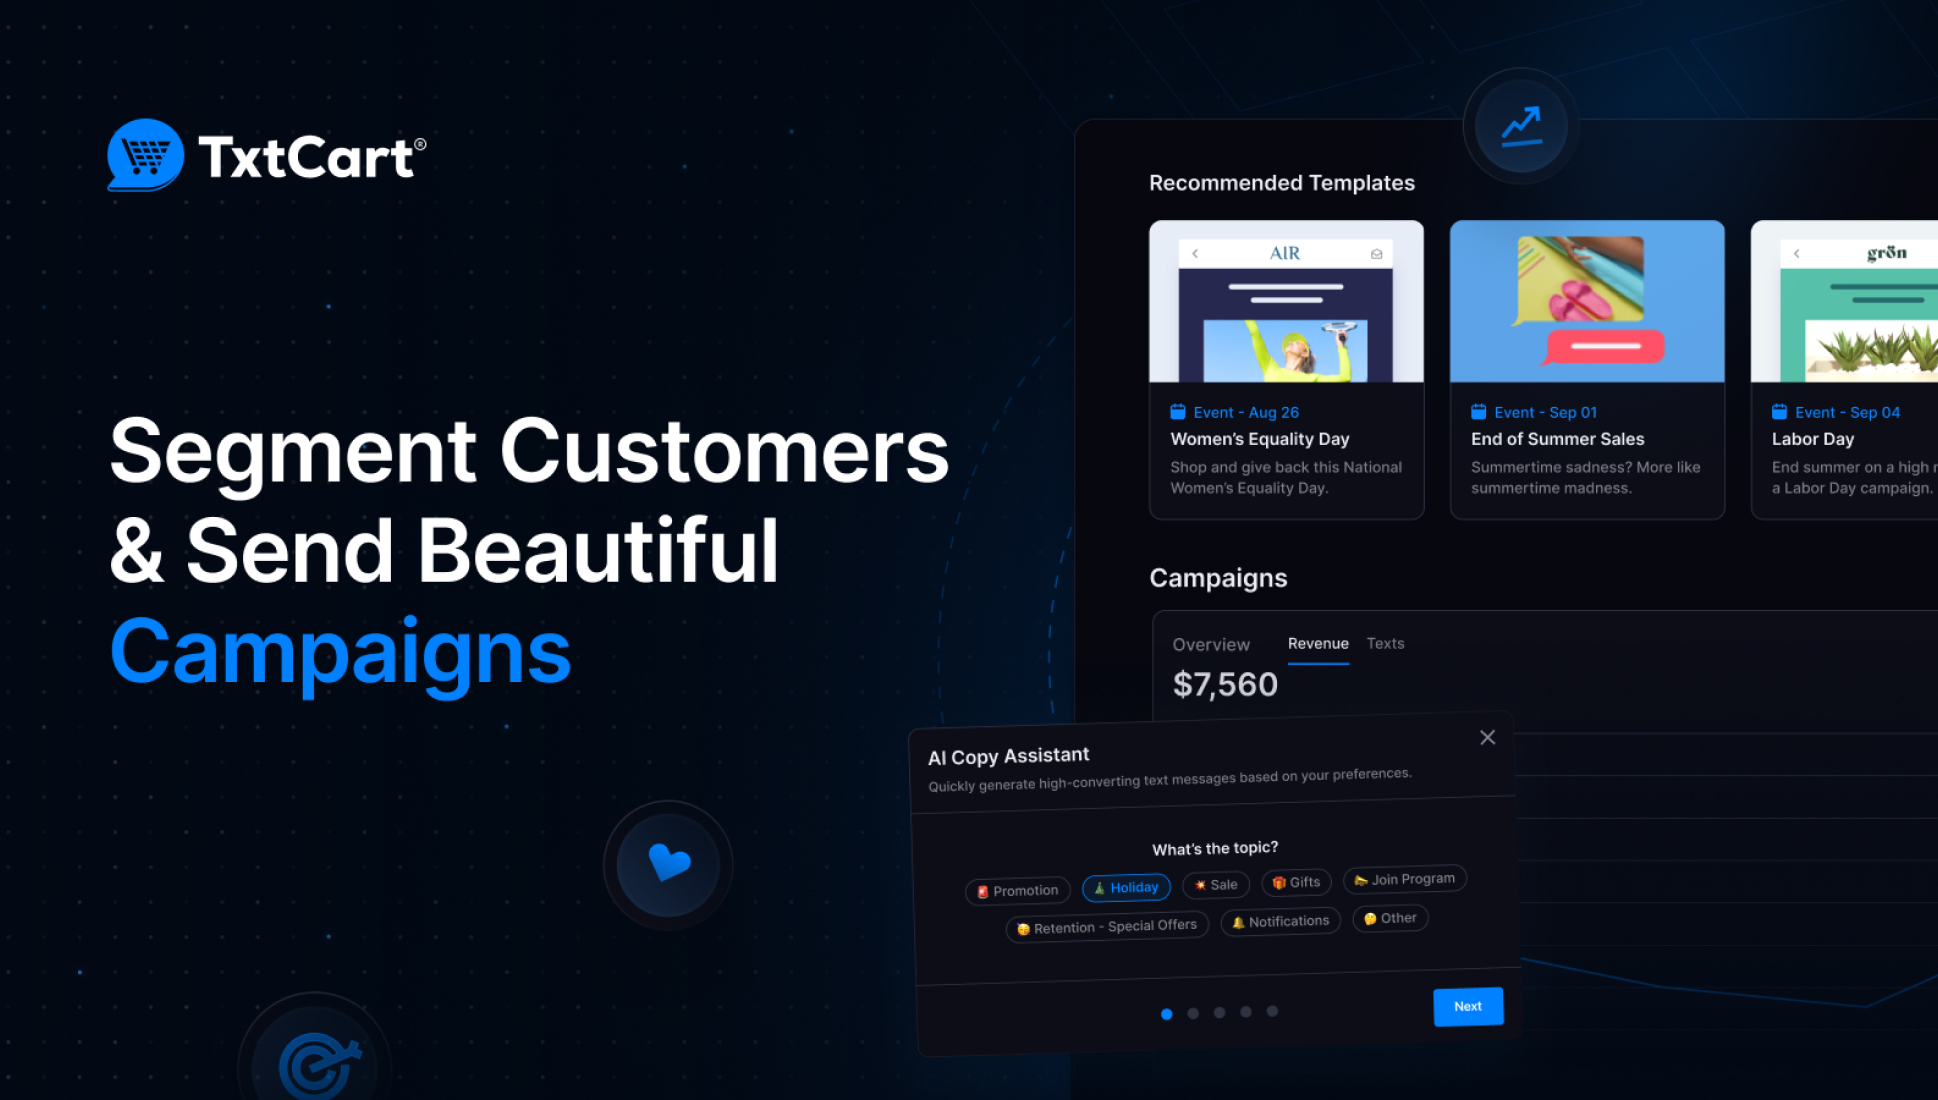 TxtCart®
Segment Customers
& Send Beautiful
Campaigns
Recommended Templates
AIR
grön
Event - Aug 26
Women's Equality Day
Shop and give back this National
Women's Equality Day.
Event - Sep 01
End of Summer Sales
Summertime sadness? More like
summertime madness.
Event - Sep 04
Labor Day
End summer on a high
a Labor Day campaign.
Campaigns
Overview
Revenue
Texts
$7,560
AI Copy Assistant
Quickly generate high-converting text messages based on your preferences.
What's the topic?
Promotion
Holiday
Sale
Gifts
Join Program
Retention - Special Offers
Notifications
Other
Next